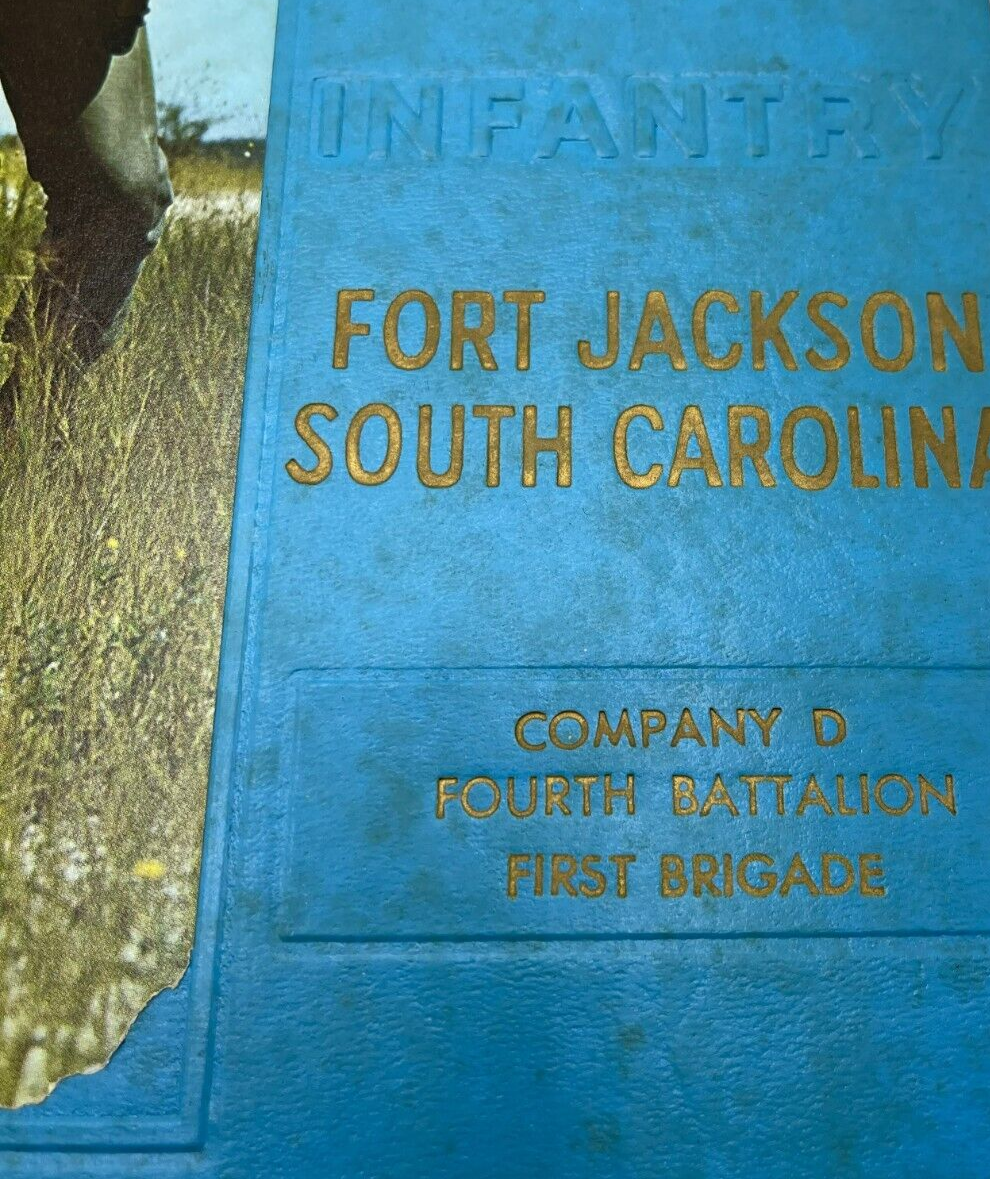 INFANTRY
FORT JACKSON
SOUTH CAROLINA
COMPANY D
FOURTH BATTALION
FIRST BRIGADE